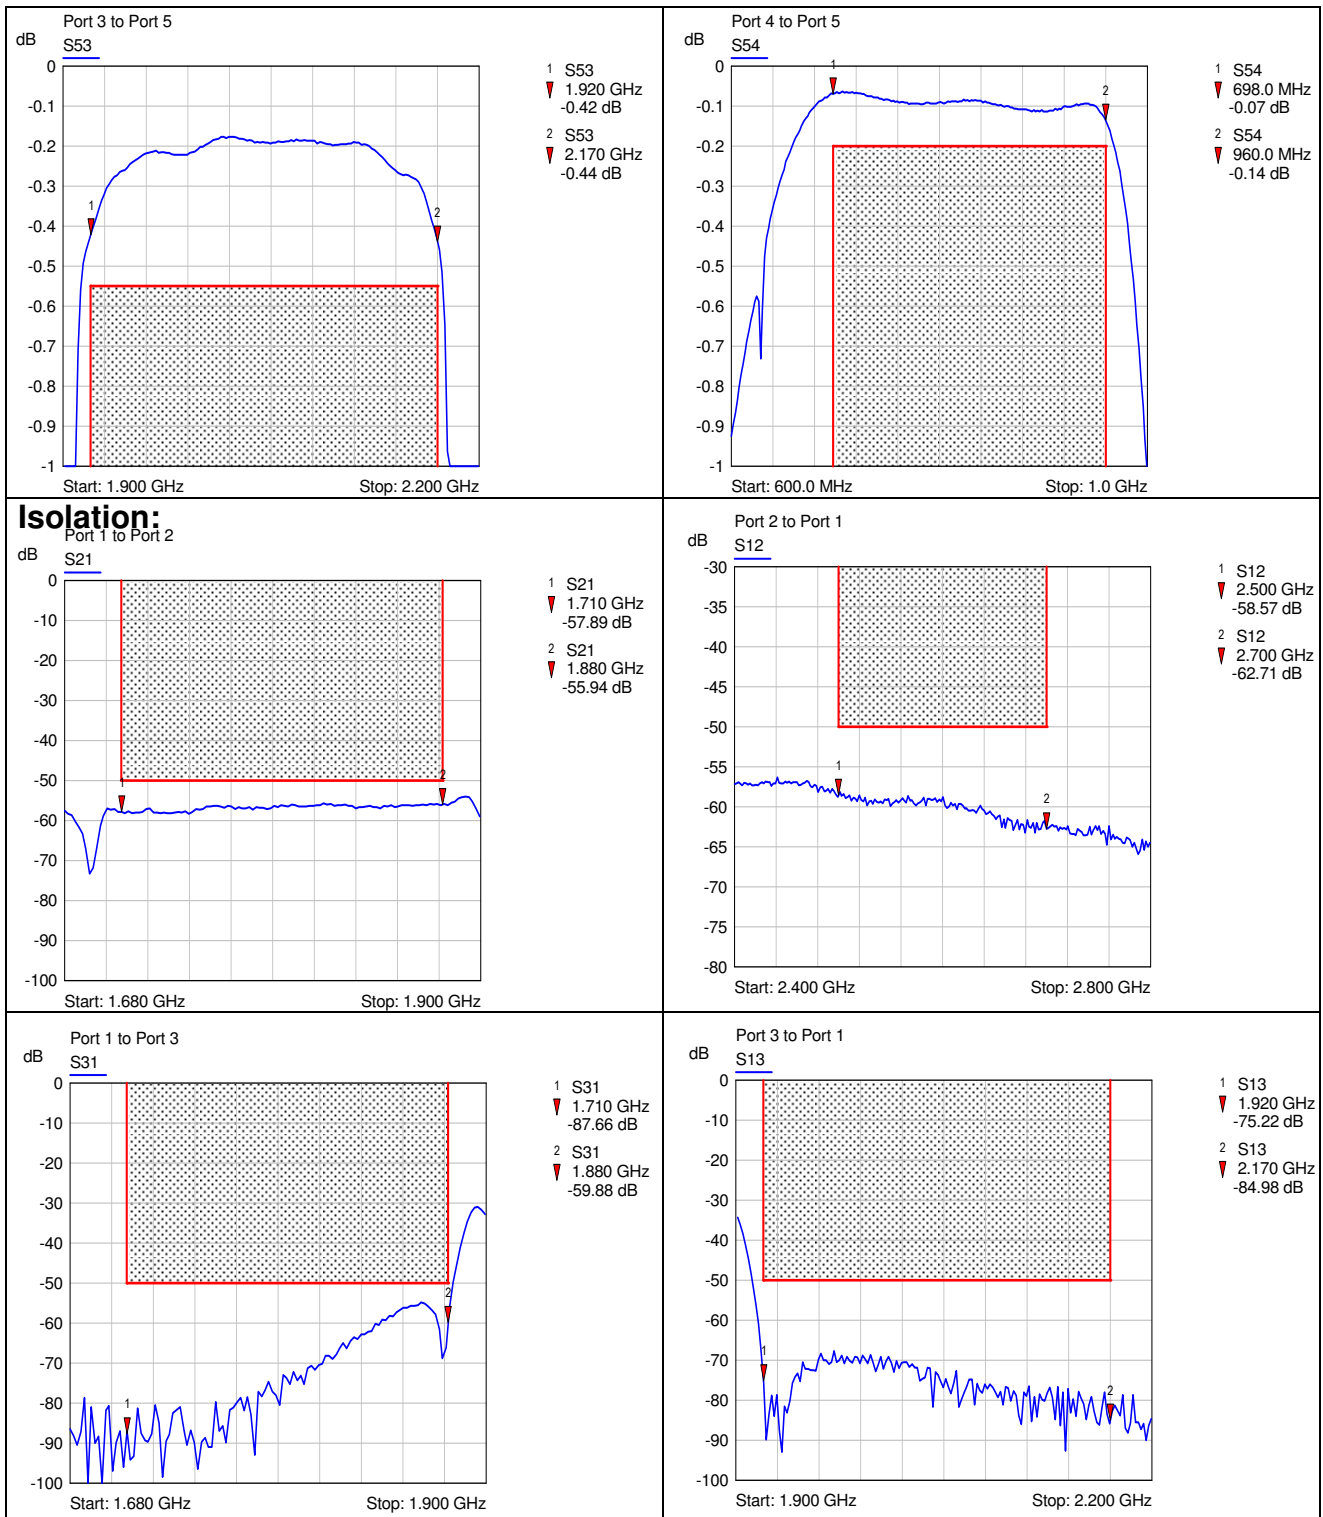 Port 3 to Port 5
dB
S53
0
-0.1
-0.2
-0.3
-0.4
-0.5
-0.6
-0.7
-0.8
-0.9
-1
1
2
Start: 1.900 GHz Stop: 2.200 GHz
1 S53
1.920 GHz
-0.42 dB
2 S53
2.170 GHz
-0.44 dB
Port 4 to Port 5
dB
S54
0
-0.1
-0.2
-0.3
-0.4
-0.5
-0.6
-0.7
-0.8
-0.9
-1
1
2
Start: 600.0 MHz Stop: 1.0 GHz
1 S54
698.0 MHz
-0.07 dB
2 S54
960.0 MHz
-0.14 dB
Isolation:
Port 1 to Port 2
dB
S21
0
-10
-20
-30
-40
-50
-60
-70
-80
-90
-100
1
2
Start: 1.680 GHz Stop: 1.900 GHz
1 S21
1.710 GHz
-57.89 dB
2 S21
1.880 GHz
-55.94 dB
Port 2 to Port 1
dB
S12
-30
-35
-40
-45
-50
-55
-60
-65
-70
-75
-80
1
2
Start: 2.400 GHz Stop: 2.800 GHz
1 S12
2.500 GHz
-58.57 dB
2 S12
2.700 GHz
-62.71 dB
Port 1 to Port 3
dB
S31
0
-10
-20
-30
-40
-50
-60
-70
-80
-90
-100
1
2
Start: 1.680 GHz Stop: 1.900 GHz
1 S31
1.710 GHz
-87.66 dB
2 S31
1.880 GHz
-59.88 dB
Port 3 to Port 1
dB
S13
0
-10
-20
-30
-40
-50
-60
-70
-80
-90
-100
1
2
Start: 1.900 GHz Stop: 2.200 GHz
1 S13
1.920 GHz
-75.22 dB
2 S13
2.170 GHz
-84.98 dB